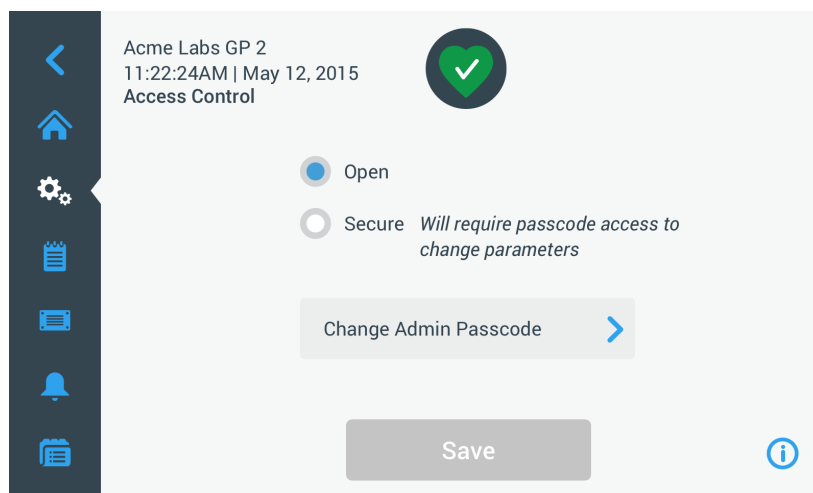 Acme Labs GP 2
11:22:24AM | May 12, 2015
Access Control
Open
Secure Will require passcode access to
change parameters
Change Admin Passcode
Save